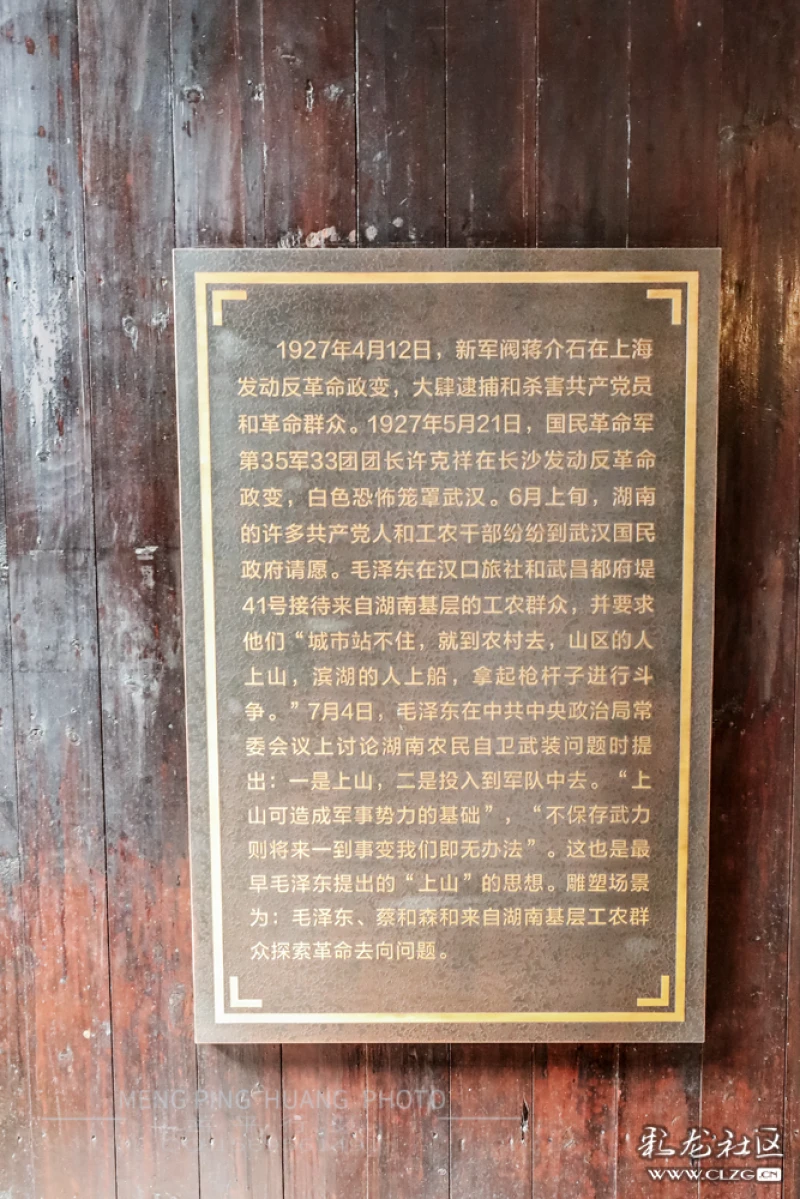 1927年4月12日，新军阀蒋介石在上海
发动反革命政变，大肆逮捕和杀害共产党员
和革命群众。1927年5月21日，国民革命军
第35军33团团长许克祥在长沙发动反革命
政变，白色恐怖笼罩武汉。6月上旬，湖南
的许多共产党人和工农干部纷纷到武汉国民
政府请愿。毛泽东在汉口旅社和武昌都府堤
41号接待来自湖南基层的工农群众，并要求
他们“城市站不住，就到农村去，山区的人
上山，滨湖的人上船，拿起枪杆子进行斗
争。”7月4日，毛泽东在中共中央政治局常
委会议上讨论湖南农民自卫武装问题时提
出：一是上山，二是投入到军队中去。“上
山可造成军事势力的基础”，“不保存武力
则将来一到事变我们即无办法”。这也是最
早毛泽东提出的“上山”的思想。雕塑场景
为：毛泽东、蔡和森和来自湖南基层工农群
众探索革命去向问题。
MENG PING HUANG PHOTO
彩龙社区
WWW.CLZG.CN